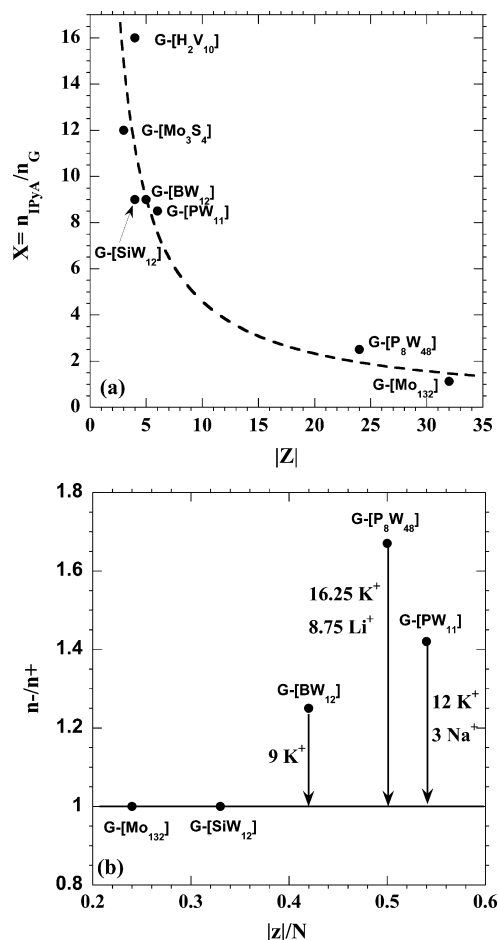 16
14
12
10
8
6
4
2
0
X= n_IPyA/n_G
G-[H₂V₁₀]
G-[Mo₃S₄]
G-[BW₁₂]
G-[PW₁₁]
G-[SiW₁₂]
G-[P₈W₄₈]
G-[Mo₁₃₂]
(a)
0 5 10 15 20 25 30 35
|Z|
1.8
1.6
1.4
1.2
1
0.8
n-/n+
G-[P₈W₄₈]
16.25 K⁺
8.75 Li⁺
G-[PW₁₁]
12 K⁺
3 Na⁺
G-[BW₁₂]
9 K⁺
G-[Mo₁₃₂]
G-[SiW₁₂]
(b)
0.2 0.3 0.4 0.5 0.6
|z|/N